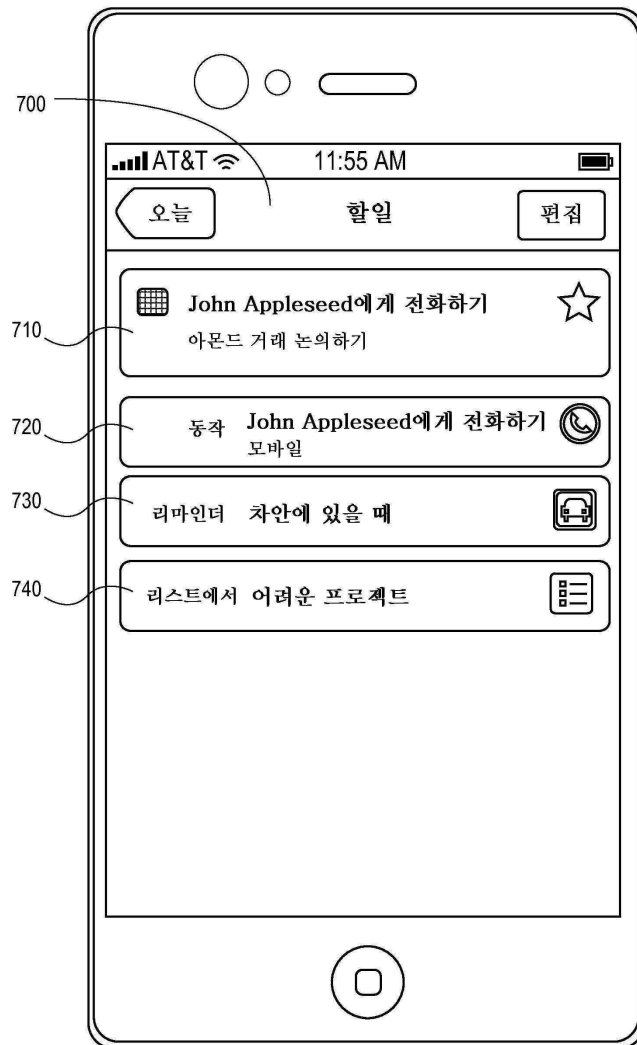 700
AT&T 11:55 AM
오늘 할일 편집
710
John Appleseed에게 전화하기
아몬드 거래 논의하기
720
동작 John Appleseed에게 전화하기
모바일
730
리마인더 차안에 있을 때
740
리스트에서 어려운 프로젝트